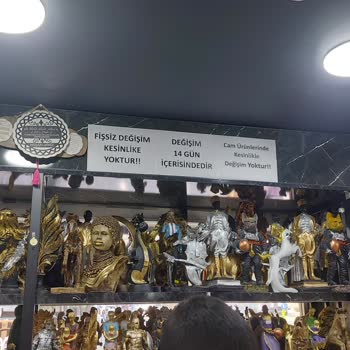 FİŞSİZ DEĞİŞİM
KESİNLİKE
YOKTUR!!
DEĞİŞİM
14 GÜN
İÇERİSİNDEDİR
Cam Ürünlerinde
Kesinlikle
Değişim Yoktur!!